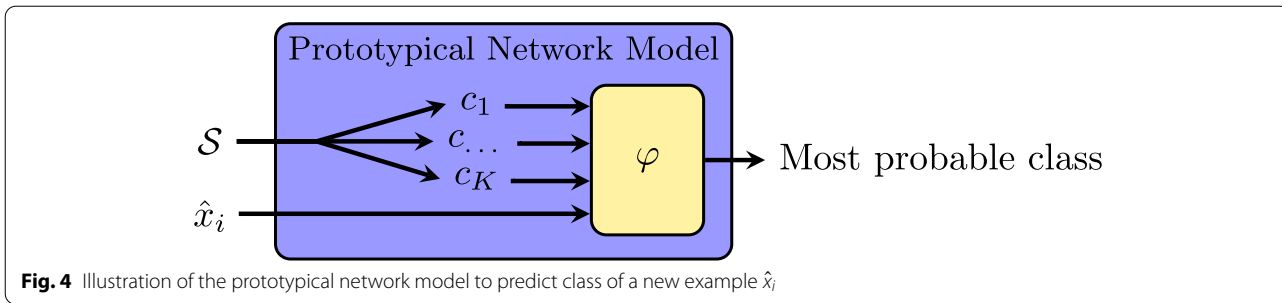 Prototypical Network Model
c₁
𝒮
c…
φ
Most probable class
c_K
x̂ᵢ
Fig. 4 Illustration of the prototypical network model to predict class of a new example x̂ᵢ